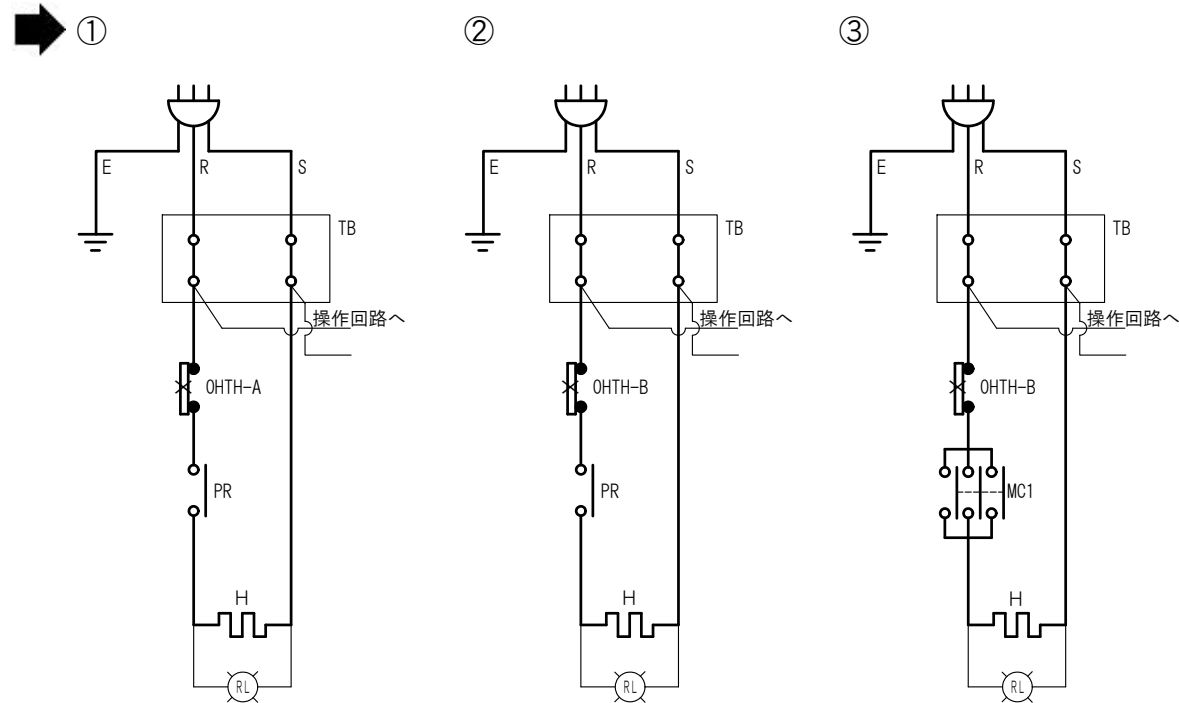 ① ② ③
E R S E R S E R S
TB TB TB
操作回路へ 操作回路へ 操作回路へ
OHTH-A OHTH-B OHTH-B
PR PR MC1
H H H
RL RL RL